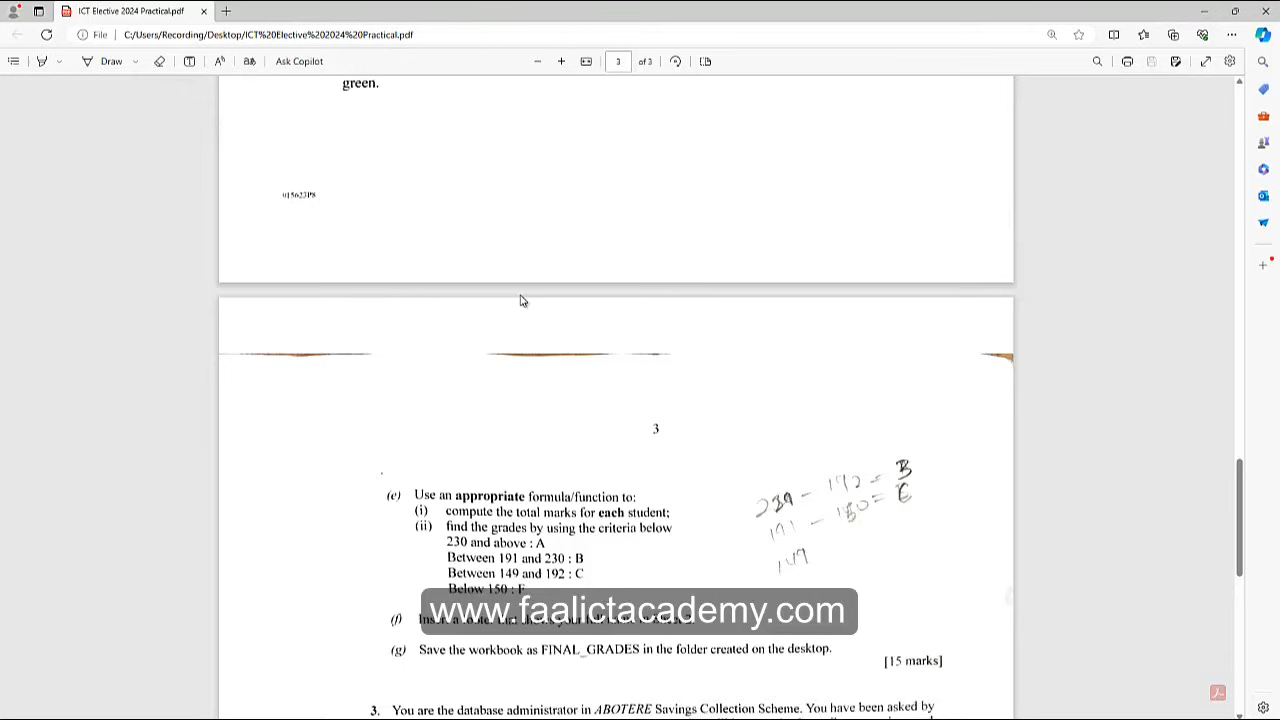 ICT Elective 2024 Practical.pdf
File
C:/Users/Recording/Desktop/ICT%20Elective%202024%20Practical.pdf
Draw
Ask Copilot
3
of 3
green.
3
(e) Use an appropriate formula/function to:
(i) compute the total marks for each student;
(ii) find the grades by using the criteria below
230 and above : A
Between 191 and 230 : B
Between 149 and 192 : C
Below 150 : F
239 - 192 = B
191 - 150 = C
149
www.faalictacademy.com
(f)
(g) Save the workbook as FINAL_GRADES in the folder created on the desktop.
[15 marks]
3. You are the database administrator in ABOTERE Savings Collection Scheme. You have been asked by